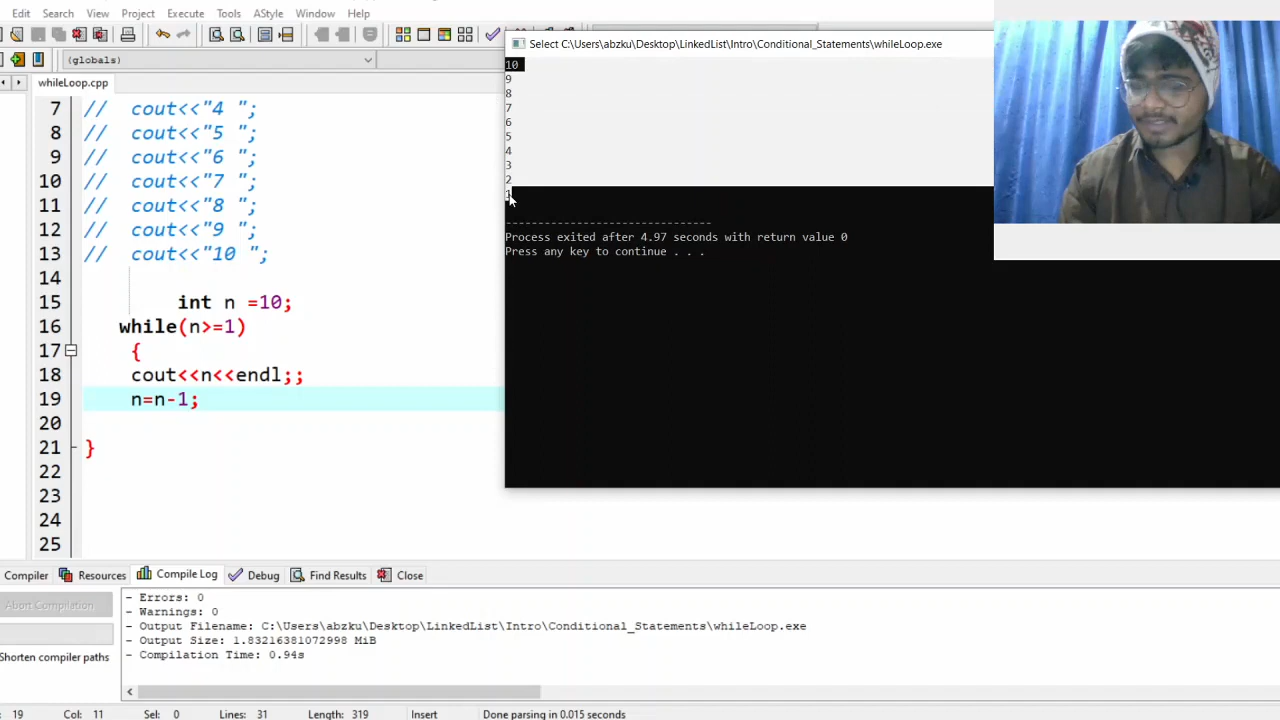 Edit Search View Project Execute Tools AStyle Window Help
(globals)
whileLoop.cpp
7 // cout<<"4 ";
8 // cout<<"5 ";
9 // cout<<"6 ";
10 // cout<<"7 ";
11 // cout<<"8 ";
12 // cout<<"9 ";
13 // cout<<"10 ";
14
15 int n =10;
16 while(n>=1)
17 {
18 cout<<n<<endl;;
19 n=n-1;
20
21 }
22
23
24
25
Select C:\Users\abzku\Desktop\LinkedList\Intro\Conditional_Statements\whileLoop.exe
10
9
8
7
6
5
4
3
2
1
--------------------------------
Process exited after 4.97 seconds with return value 0
Press any key to continue . . .
Compiler Resources Compile Log Debug Find Results Close
Abort Compilation
Shorten compiler paths
- Errors: 0
- Warnings: 0
- Output Filename: C:\Users\abzku\Desktop\LinkedList\Intro\Conditional_Statements\whileLoop.exe
- Output Size: 1.83216381072998 MiB
- Compilation Time: 0.94s
19 Col: 11 Sel: 0 Lines: 31 Length: 319 Insert Done parsing in 0.015 seconds